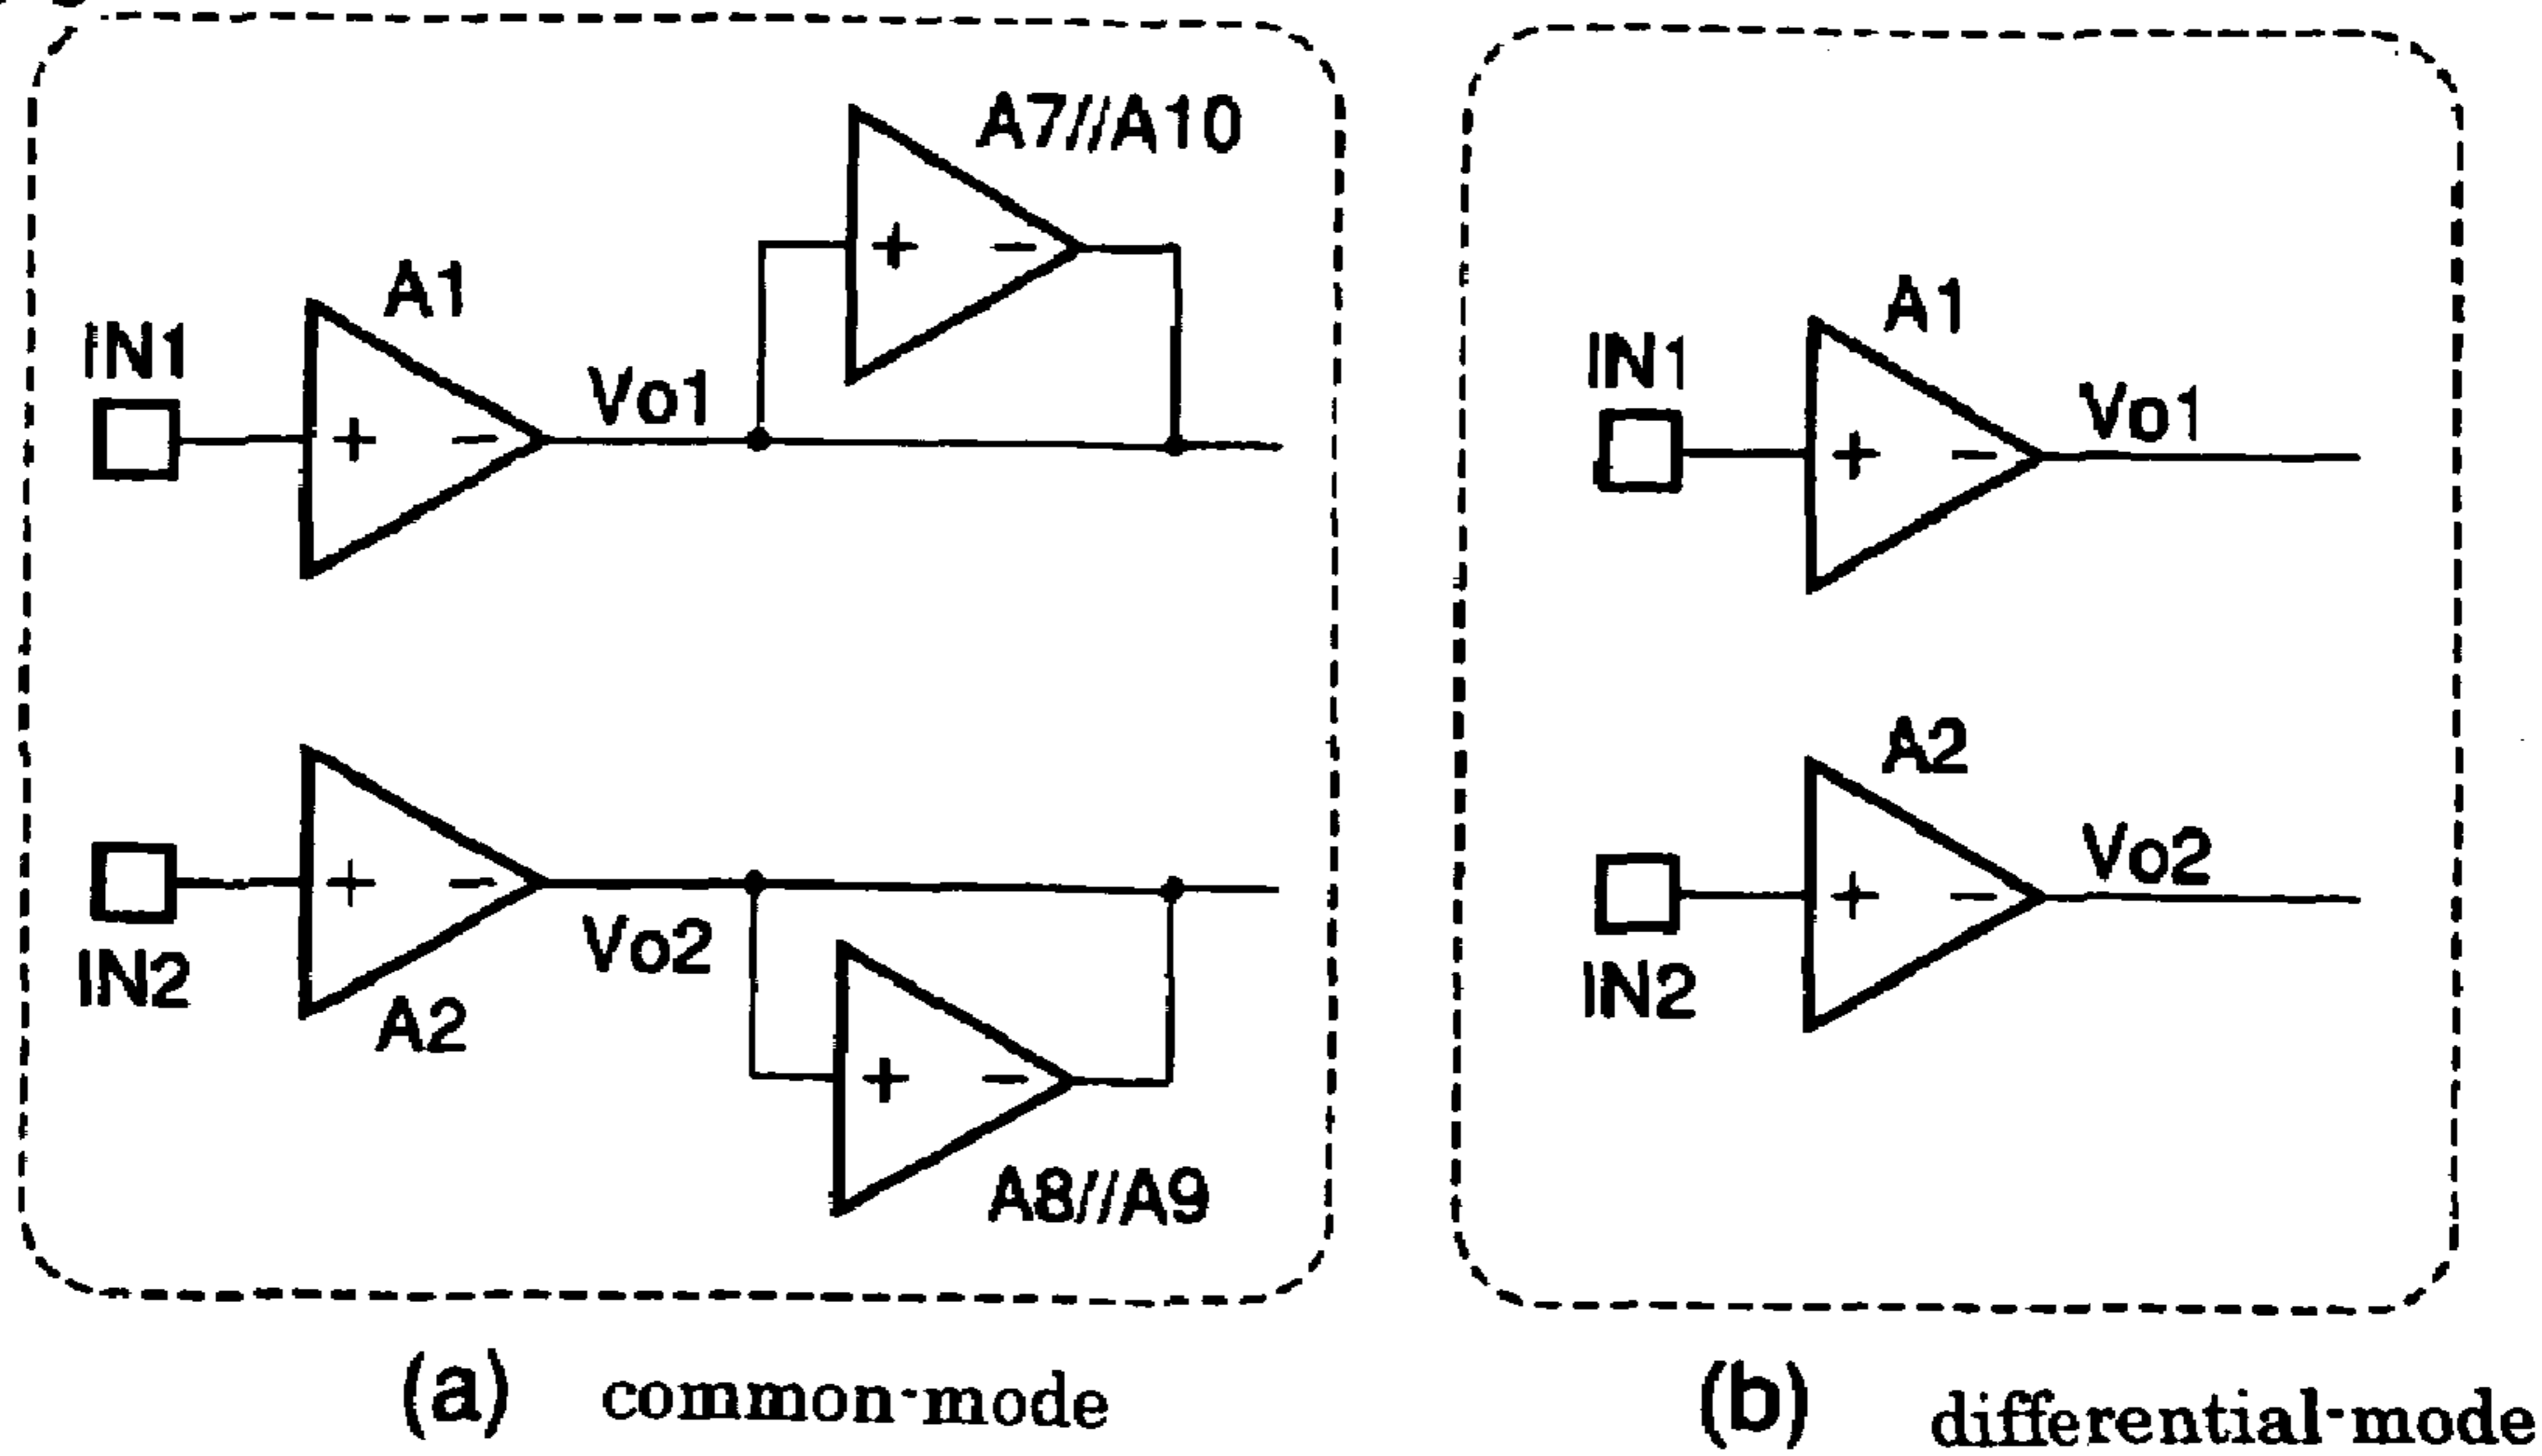 A7//A10
A1
IN1
Vo1
+ -
+ -
IN2
A2
Vo2
+ -
+ -
A8//A9
(a) common-mode
A1
IN1
Vo1
+ -
A2
IN2
Vo2
+ -
(b) differential-mode